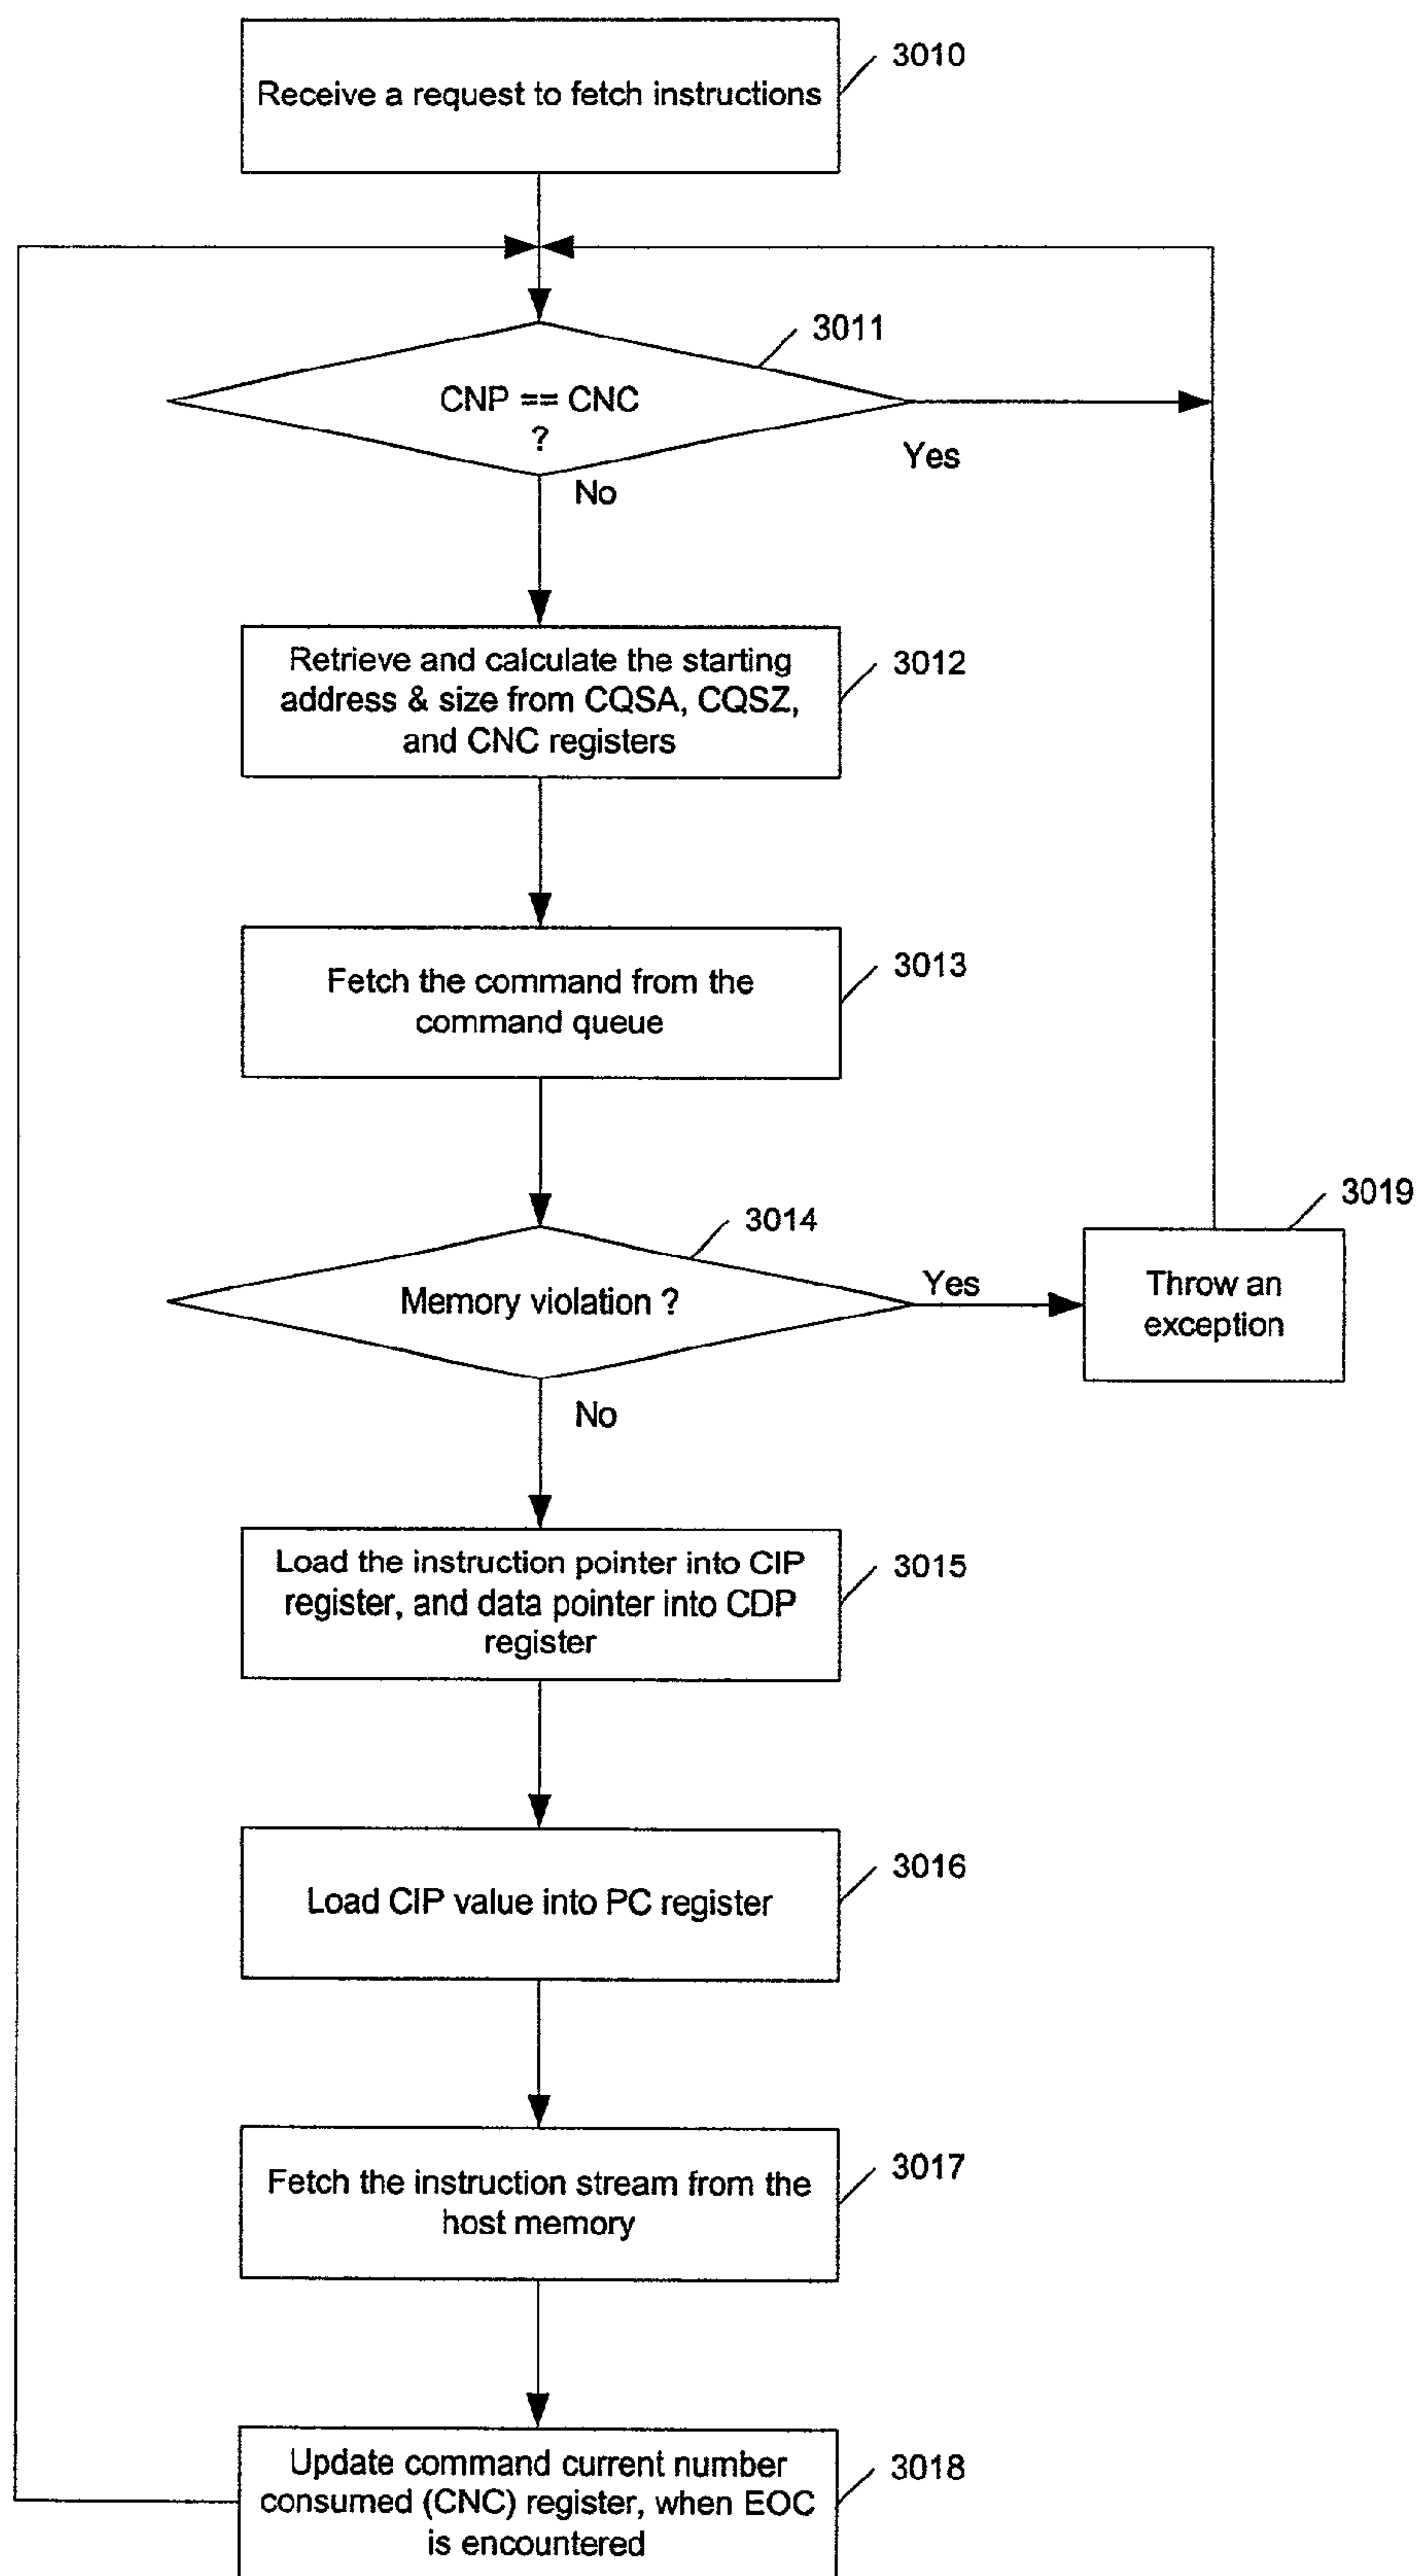 Receive a request to fetch instructions
3010
3011
CNP == CNC
?
Yes
No
Retrieve and calculate the starting
address & size from CQSA, CQSZ,
and CNC registers
3012
Fetch the command from the
command queue
3013
3014
Memory violation ?
Yes
No
3019
Throw an
exception
Load the instruction pointer into CIP
register, and data pointer into CDP
register
3015
Load CIP value into PC register
3016
Fetch the instruction stream from the
host memory
3017
Update command current number
consumed (CNC) register, when EOC
is encountered
3018